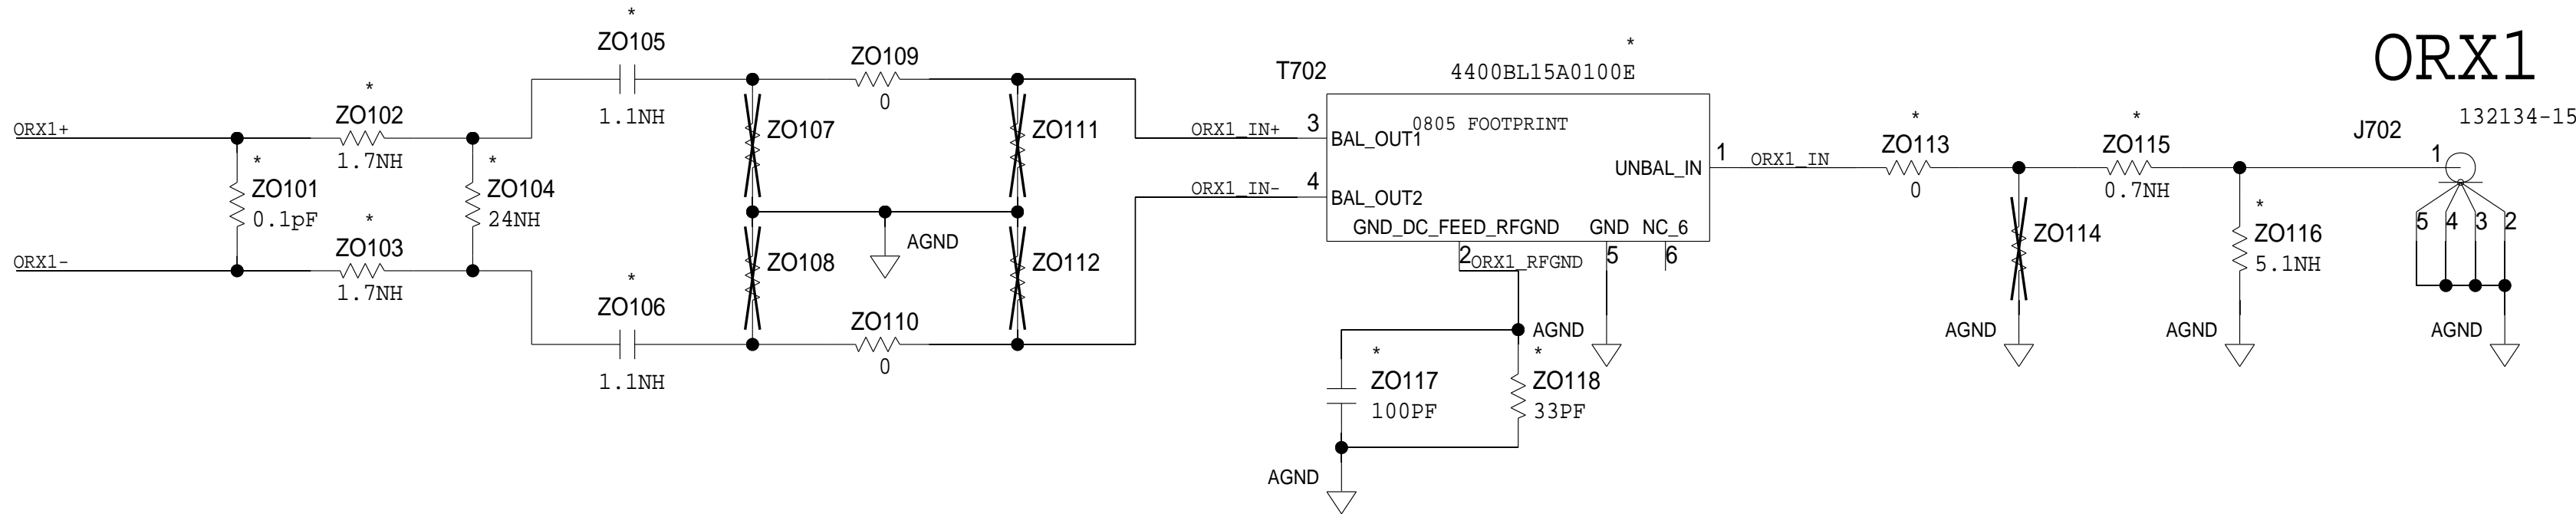 ORX1
132134-15
J702
1
5
4
3
2
AGND
ORX1+
ORX1-
*
ZO101
0.1pF
*
ZO102
1.7NH
*
ZO103
1.7NH
*
ZO104
24NH
*
ZO105
1.1NH
*
ZO106
1.1NH
ZO107
ZO108
ZO109
0
ZO110
0
AGND
ZO111
ZO112
ORX1_IN+
ORX1_IN-
T702
*
4400BL15A0100E
0805 FOOTPRINT
3
BAL_OUT1
4
BAL_OUT2
UNBAL_IN
1
GND_DC_FEED_RFGND
GND
NC_6
2
5
6
ORX1_RFGND
AGND
*
ZO117
100PF
*
ZO118
33PF
AGND
ORX1_IN
*
ZO113
0
ZO114
AGND
*
ZO115
0.7NH
*
ZO116
5.1NH
AGND